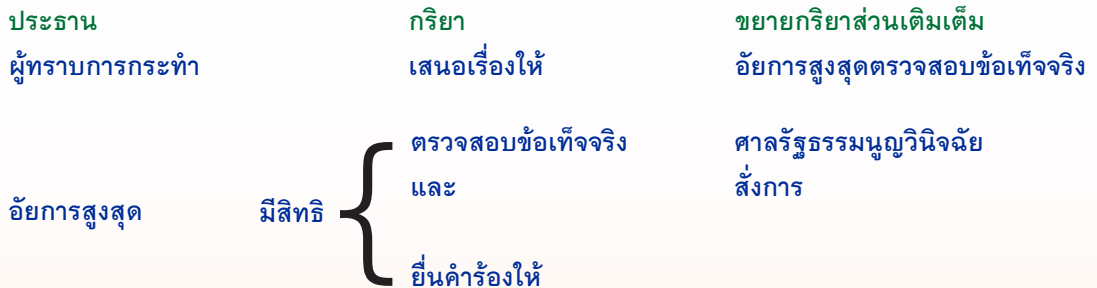 ประธาน กริยา ขยายกริยาส่วนเติมเต็ม
ผู้ทราบการกระทำ เสนอเรื่องให้ อัยการสูงสุดตรวจสอบข้อเท็จจริง
ตรวจสอบข้อเท็จจริง ศาลรัฐธรรมนูญวินิจฉัย
และ สั่งการ
อัยการสูงสุด มีสิทธิ
ยื่นคำร้องให้